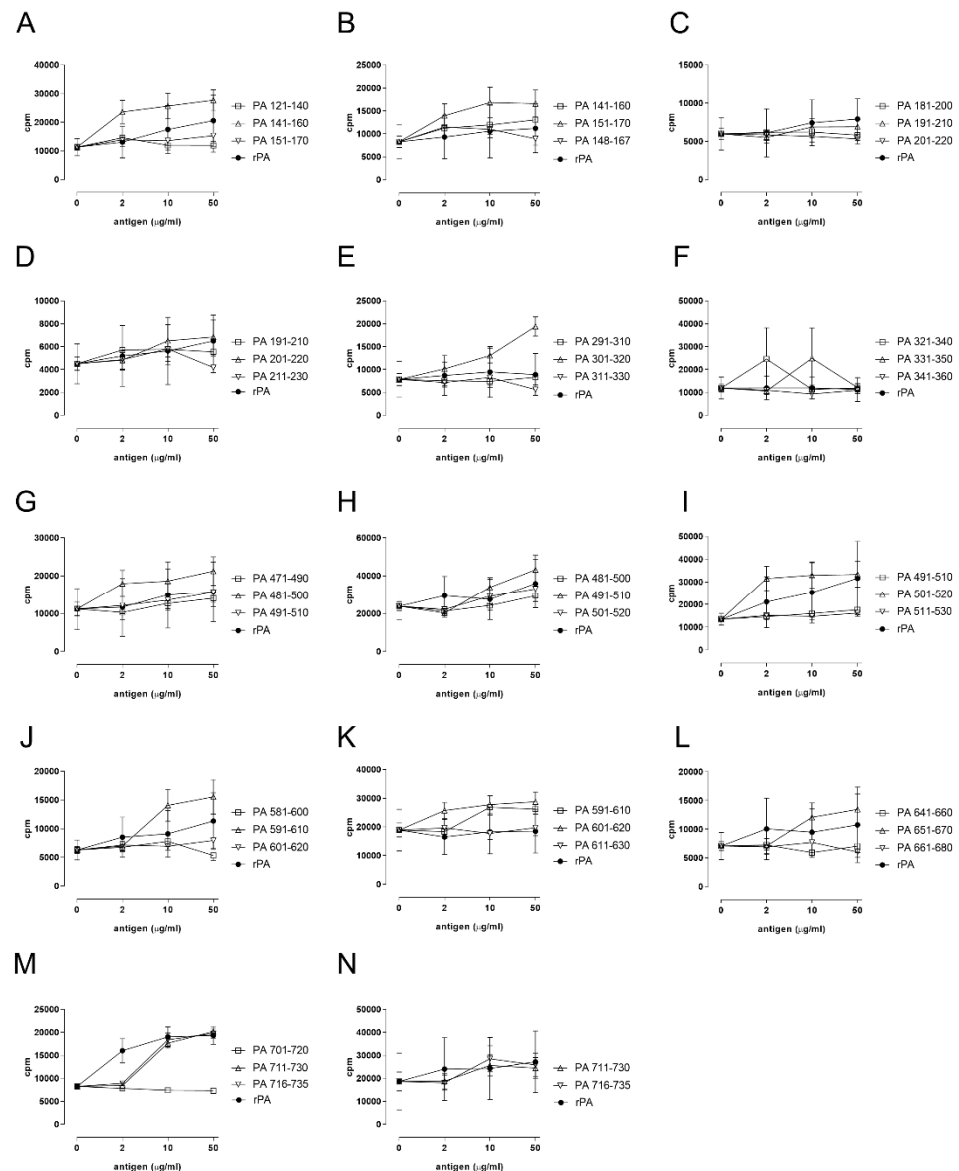 A
40000
30000
20000
10000
0
cpm
0 2 10 50
antigen (μg/ml)
PA 121-140
PA 141-160
PA 151-170
rPA
B
25000
20000
15000
10000
5000
0
cpm
0 2 10 50
antigen (μg/ml)
PA 141-160
PA 151-170
PA 148-167
rPA
C
15000
10000
5000
0
cpm
0 2 10 50
antigen (μg/ml)
PA 181-200
PA 191-210
PA 201-220
rPA
D
10000
8000
6000
4000
2000
0
cpm
0 2 10 50
antigen (μg/ml)
PA 191-210
PA 201-220
PA 211-230
rPA
E
25000
20000
15000
10000
5000
0
cpm
0 2 10 50
antigen (μg/ml)
PA 291-310
PA 301-320
PA 311-330
rPA
F
50000
40000
30000
20000
10000
0
cpm
0 2 10 50
antigen (μg/ml)
PA 321-340
PA 331-350
PA 341-360
rPA
G
30000
20000
10000
0
cpm
0 2 10 50
antigen (μg/ml)
PA 471-490
PA 481-500
PA 491-510
rPA
H
60000
40000
20000
0
cpm
0 2 10 50
antigen (μg/ml)
PA 481-500
PA 491-510
PA 501-520
rPA
I
50000
40000
30000
20000
10000
0
cpm
0 2 10 50
antigen (μg/ml)
PA 491-510
PA 501-520
PA 511-530
rPA
J
20000
15000
10000
5000
0
cpm
0 2 10 50
antigen (μg/ml)
PA 581-600
PA 591-610
PA 601-620
rPA
K
40000
30000
20000
10000
0
cpm
0 2 10 50
antigen (μg/ml)
PA 591-610
PA 601-620
PA 611-630
rPA
L
20000
15000
10000
5000
0
cpm
0 2 10 50
antigen (μg/ml)
PA 641-660
PA 651-670
PA 661-680
rPA
M
25000
20000
15000
10000
5000
0
cpm
0 2 10 50
antigen (μg/ml)
PA 701-720
PA 711-730
PA 716-735
rPA
N
50000
40000
30000
20000
10000
0
cpm
0 2 10 50
antigen (μg/ml)
PA 711-730
PA 716-735
rPA